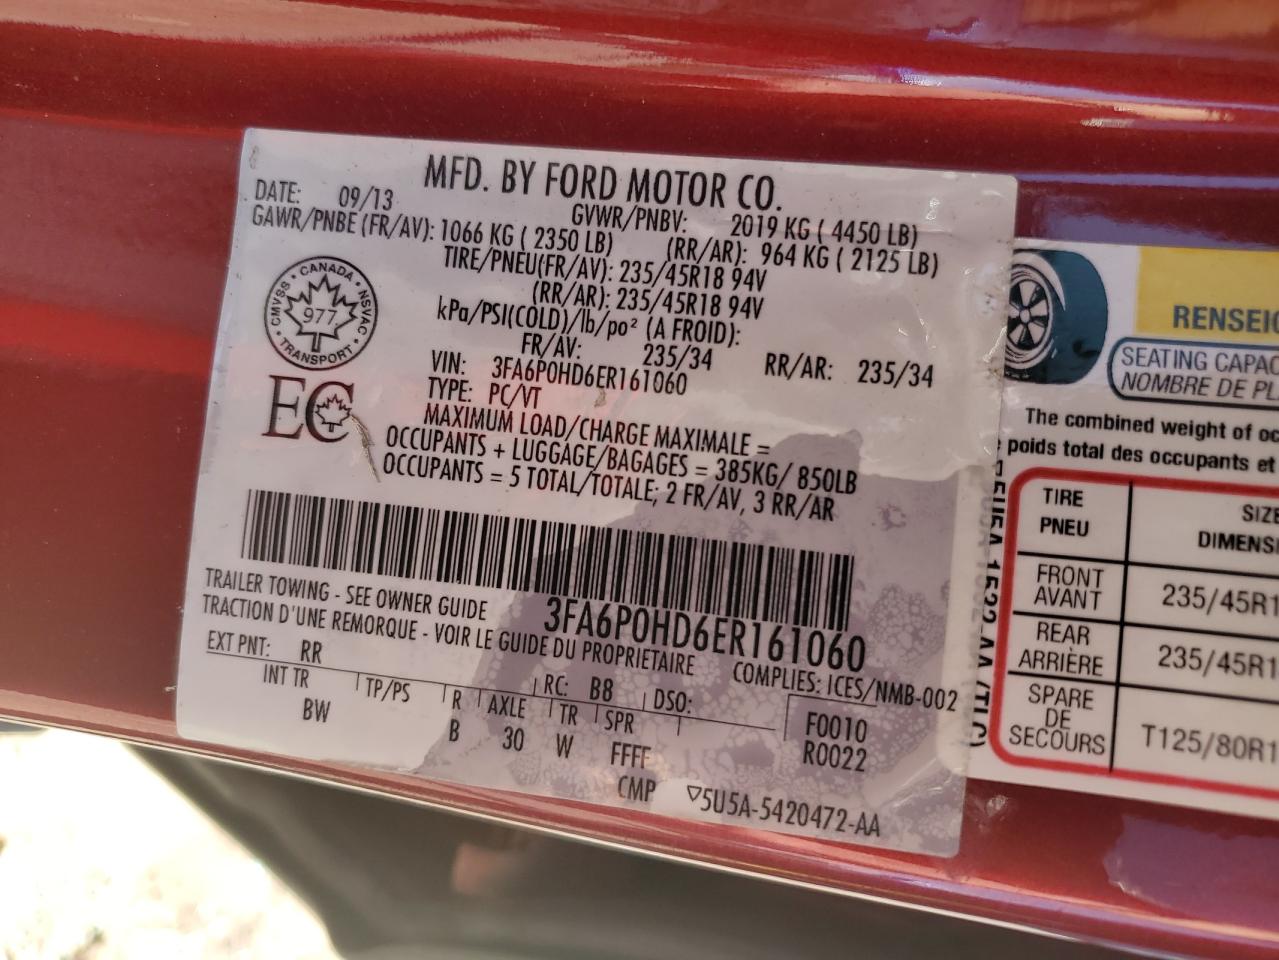 MFD. BY FORD MOTOR CO.
DATE: 09/13 GVWR/PNBV: 2019 KG ( 4450 LB)
GAWR/PNBE (FR/AV): 1066 KG ( 2350 LB) (RR/AR): 964 KG ( 2125 LB)
TIRE/PNEU(FR/AV): 235/45R18 94V
(RR/AR): 235/45R18 94V
kPa/PSI(COLD)/lb/po² (A FROID):
FR/AV: 235/34 RR/AR: 235/34
VIN: 3FA6P0HD6ER161060
TYPE: PC/VT
MAXIMUM LOAD/CHARGE MAXIMALE =
OCCUPANTS + LUGGAGE/BAGAGES = 385KG/ 850LB
OCCUPANTS = 5 TOTAL/TOTALE; 2 FR/AV, 3 RR/AR
CANADA
CMVSS
NSVAC
977
TRANSPORT
EC
TRAILER TOWING - SEE OWNER GUIDE 3FA6P0HD6ER161060
TRACTION D'UNE REMORQUE - VOIR LE GUIDE DU PROPRIETAIRE COMPLIES: ICES/NMB-002
EXT PNT: RR RC: B8 DSO:
INT TR TP/PS R AXLE TR SPR F0010
BW B 30 W FFFF R0022
CMP ▽5U5A-5420472-AA
RENSEIG
SEATING CAPAC
NOMBRE DE PL
The combined weight of oc
poids total des occupants et
TIRE SIZE
PNEU DIMENSI
FRONT
AVANT 235/45R1
REAR
ARRIÈRE 235/45R1
SPARE
DE
SECOURS T125/80R1